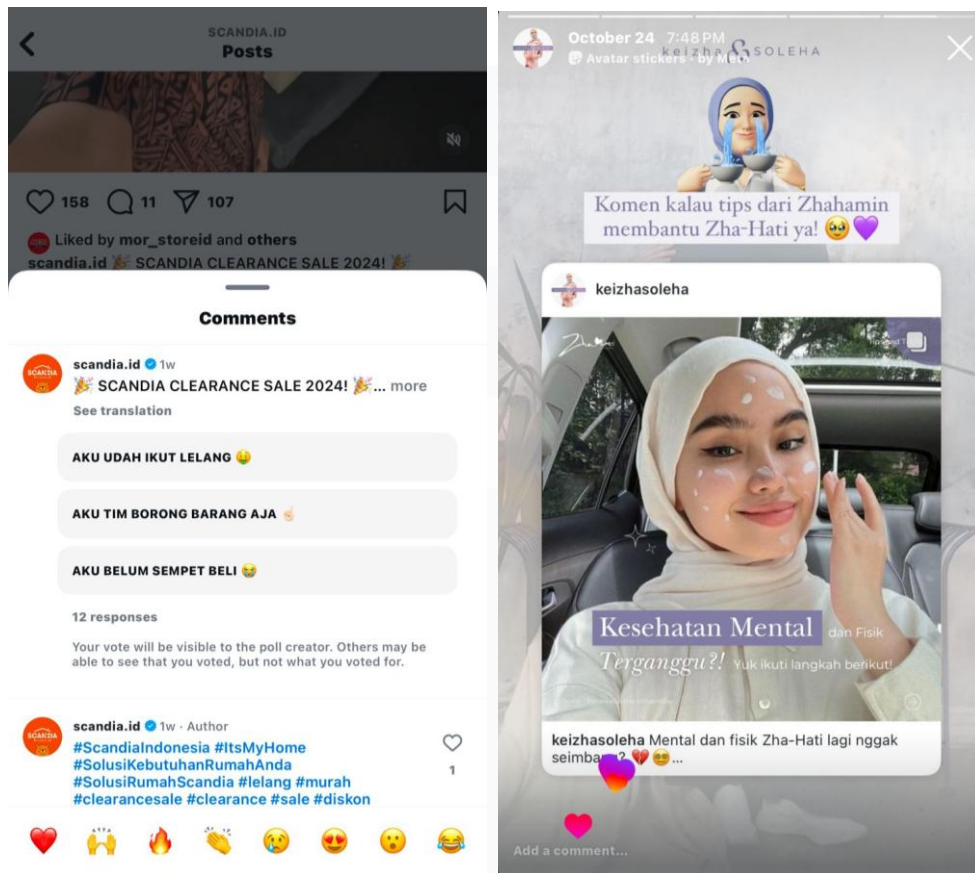 SCANDIA.ID
Posts
158 11 107
Liked by mor_storeid and others
scandia.id 🎉 SCANDIA CLEARANCE SALE 2024! 🎉
Comments
scandia.id 1w
🎉 SCANDIA CLEARANCE SALE 2024! 🎉... more
See translation
AKU UDAH IKUT LELANG 🤑
AKU TIM BORONG BARANG AJA ☝🏻
AKU BELUM SEMPET BELI 😭
12 responses
Your vote will be visible to the poll creator. Others may
able to see that you voted, but not what you voted for.
SCANDIA
scandia.id 1w · Author
#ScandiaIndonesia #ItsMyHome
#SolusiKebutuhanRumahAnda
#SolusiRumahScandia #lelang #murah
#clearancesale #clearance #sale #diskon
1
October 24 7:48 PM
keizha & SOLEHA
Avatar stickers · by Meta
Komen kalau tips dari Zhahamin
membantu Zha-Hati ya! 🥹💜
keizhasoleha
Kesehatan Mental dan Fisik
Terganggu?! Yuk ikuti langkah berikut!
keizhasoleha Mental dan fisik Zha-Hati lagi nggak
💔😵‍💫...
Add a comment...